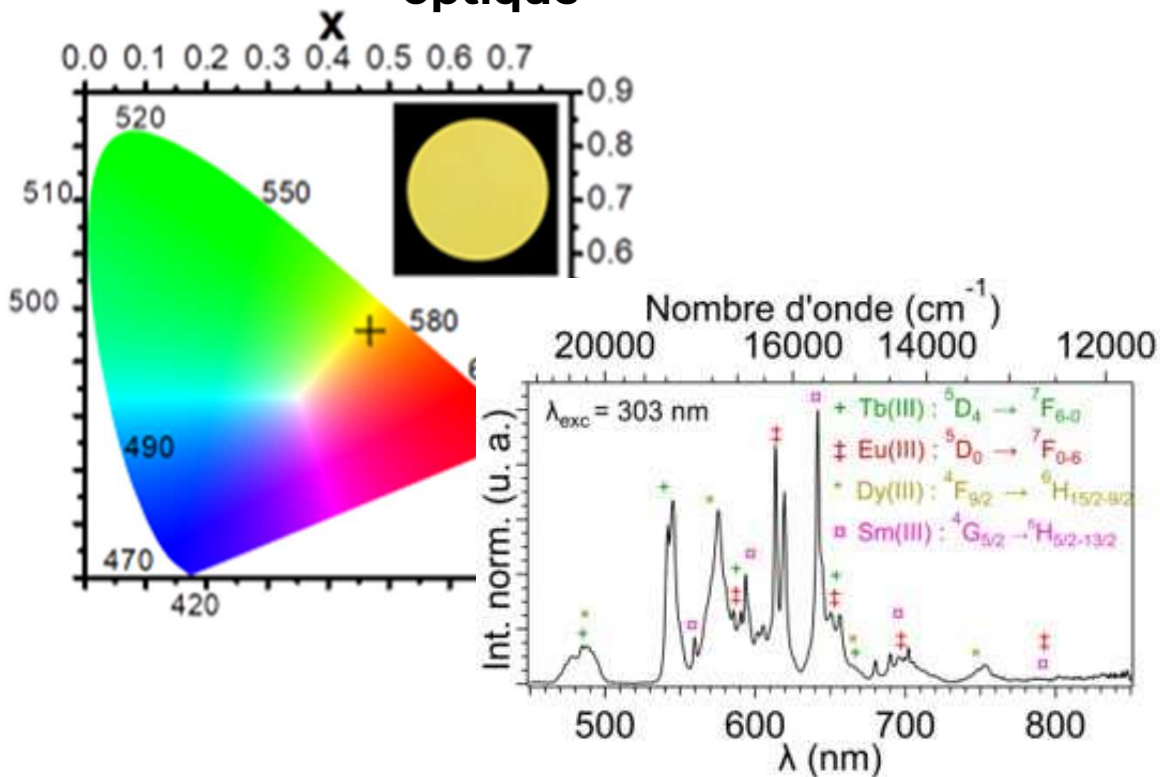 optique
x
0.0 0.1 0.2 0.3 0.4 0.5 0.6 0.7
0.9
0.8
0.7
0.6
520
550
510
500
580
490
470
420
Nombre d'onde (cm⁻¹)
20000 16000 14000 12000
λexc = 303 nm
+ Tb(III) : ⁵D₄ → ⁷F₆₋₀
‡ Eu(III) : ⁵D₀ → ⁷F₀₋₆
* Dy(III) : ⁴F₉/₂ → ⁶H₁₅/₂₋₉/₂
¤ Sm(III) : ⁴G₅/₂ → ⁶H₅/₂₋₁₃/₂
Int. norm. (u. a.)
500 600 700 800
λ (nm)